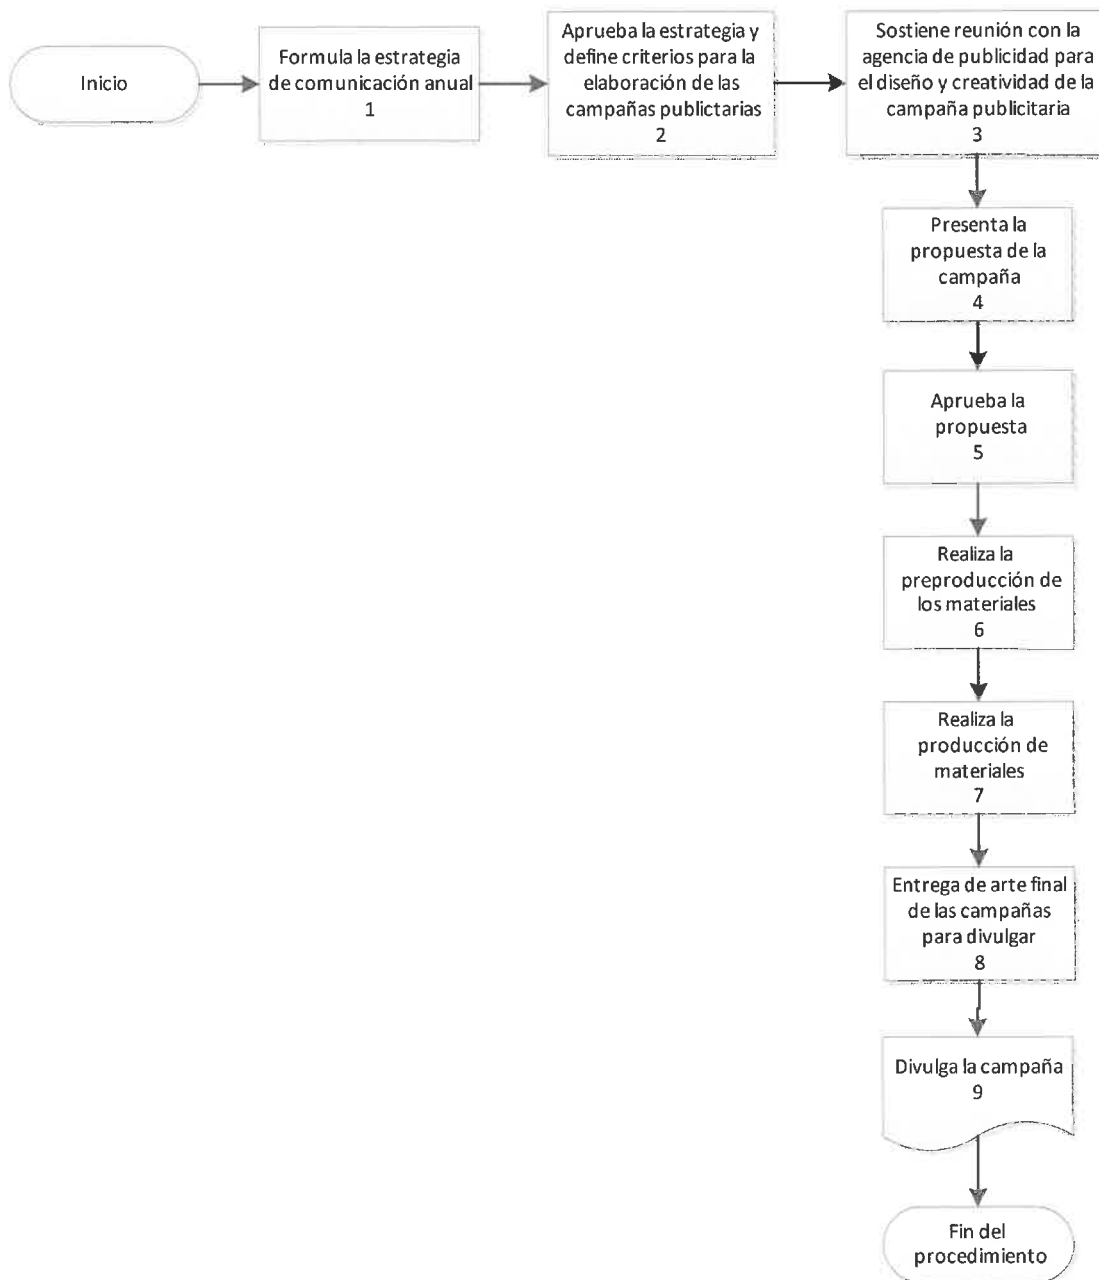 Inicio
Formula la estrategia
de comunicación anual
1
Aprueba la estrategia y
define criterios para la
elaboración de las
campañas publictarias
2
Sostiene reunión con la
agencia de publicidad para
el diseño y creatividad de la
campaña publicitaria
3
Presenta la
propuesta de la
campaña
4
Aprueba la
propuesta
5
Realiza la
preproducción de
los materiales
6
Realiza la
producción de
materiales
7
Entrega de arte final
de las campañas
para divulgar
8
Divulga la campaña
9
Fin del
procedimiento